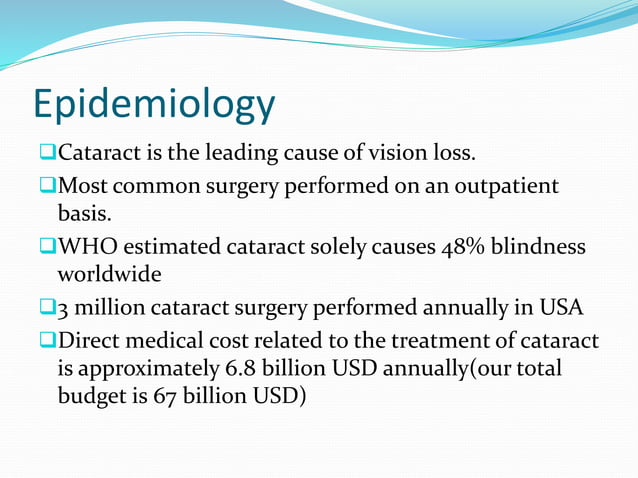 Epidemiology
Cataract is the leading cause of vision loss.
Most common surgery performed on an outpatient
basis.
WHO estimated cataract solely causes 48% blindness
worldwide
3 million cataract surgery performed annually in USA
Direct medical cost related to the treatment of cataract
is approximately 6.8 billion USD annually(our total
budget is 67 billion USD)